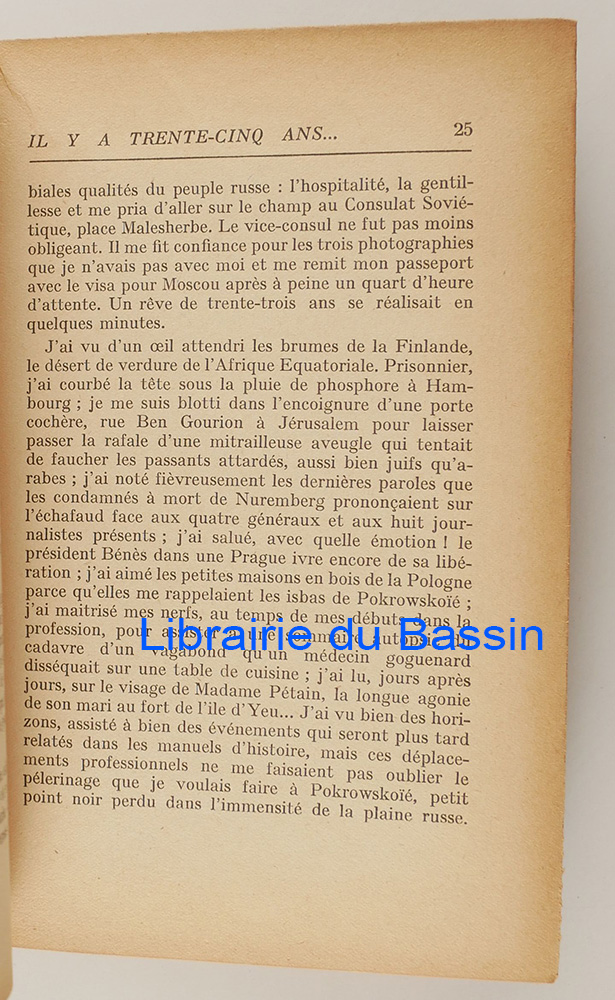 IL Y A TRENTE-CINQ ANS... 25
biales qualités du peuple russe : l'hospitalité, la gentil-
lesse et me pria d'aller sur le champ au Consulat Sovié-
tique, place Malesherbe. Le vice-consul ne fut pas moins
obligeant. Il me fit confiance pour les trois photographies
que je n'avais pas avec moi et me remit mon passeport
avec le visa pour Moscou après à peine un quart d'heure
d'attente. Un rêve de trente-trois ans se réalisait en
quelques minutes.
J'ai vu d'un œil attendri les brumes de la Finlande,
le désert de verdure de l'Afrique Equatoriale. Prisonnier,
j'ai courbé la tête sous la pluie de phosphore à Ham-
bourg ; je me suis blotti dans l'encoignure d'une porte
cochère, rue Ben Gourion à Jérusalem pour laisser
passer la rafale d'une mitrailleuse aveugle qui tentait
de faucher les passants attardés, aussi bien juifs qu'a-
rabes ; j'ai noté fièvreusement les dernières paroles que
les condamnés à mort de Nuremberg prononçaient sur
l'échafaud face aux quatre généraux et aux huit jour-
nalistes présents ; j'ai salué, avec quelle émotion ! le
président Bénès dans une Prague ivre encore de sa libé-
ration ; j'ai aimé les petites maisons en bois de la Pologne
parce qu'elles me rappelaient les isbas de Pokrowskoïé ;
j'ai maitrisé mes nerfs, au temps de mes débuts dans la
profession, pour assister à une sommaire autopsie du
cadavre d'un vagabond qu'un médecin goguenard
disséquait sur une table de cuisine ; j'ai lu, jours après
jours, sur le visage de Madame Pétain, la longue agonie
de son mari au fort de l'ile d'Yeu... J'ai vu bien des hori-
zons, assisté à bien des événements qui seront plus tard
relatés dans les manuels d'histoire, mais ces déplace-
ments professionnels ne me faisaient pas oublier le
pélerinage que je voulais faire à Pokrowskoïé, petit
point noir perdu dans l'immensité de la plaine russe.
Librairie du Bassin